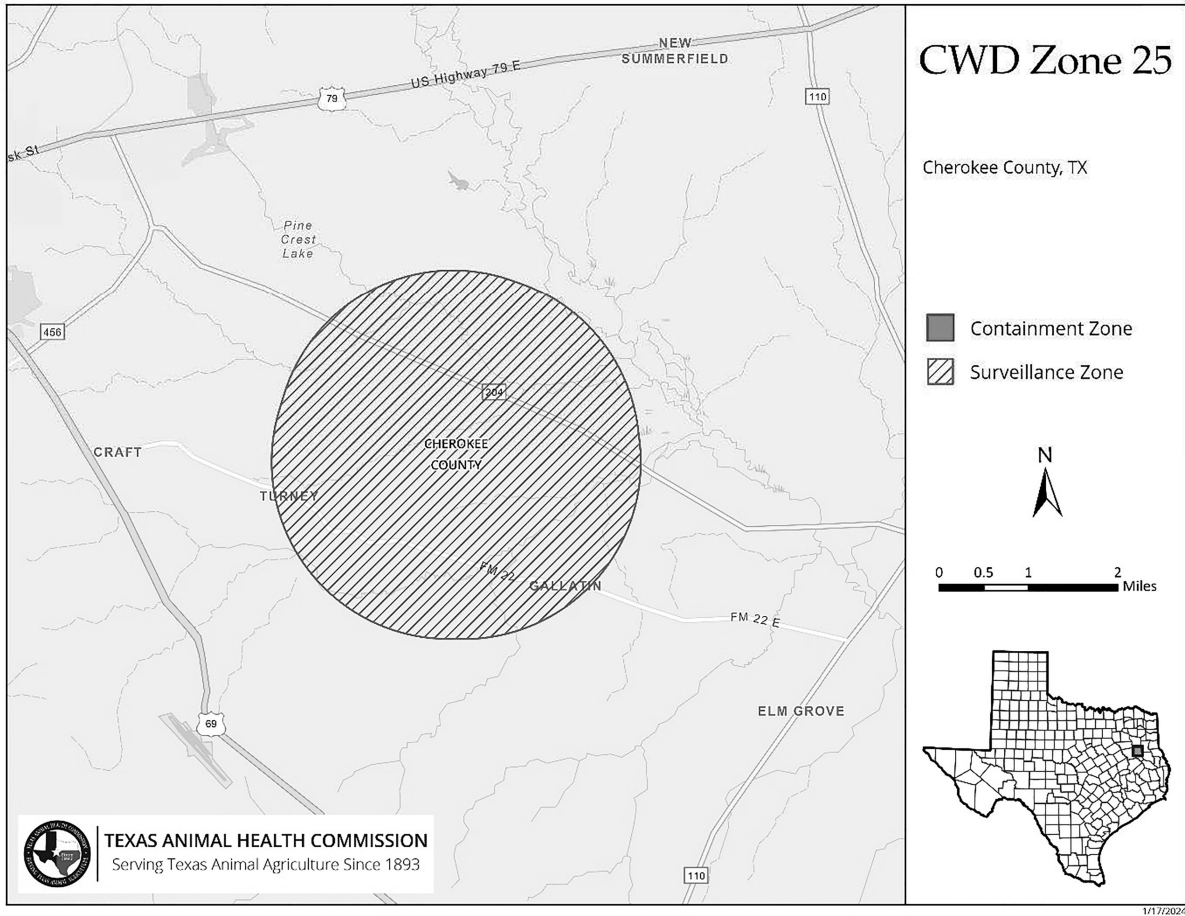 NEW
SUMMERFIELD
US Highway 79 E
79
110
sk St
Pine
Crest
Lake
456
204
CRAFT
CHEROKEE
COUNTY
TURNEY
FM 22
GALLATIN
FM 22 E
ELM GROVE
69
110
TEXAS ANIMAL HEALTH COMMISSION
Serving Texas Animal Agriculture Since 1893
CWD Zone 25
Cherokee County, TX
Containment Zone
Surveillance Zone
N
0 0.5 1 2
Miles
1/17/2024